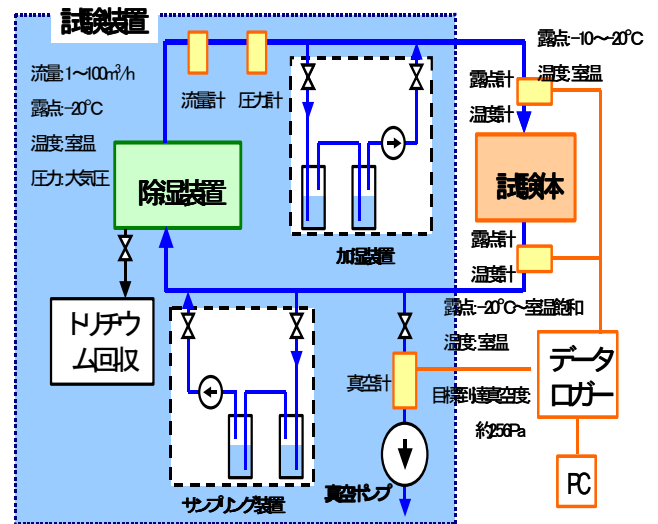 試験装置
流量:1～100m³/h
露点:-20℃
温度:室温
圧力:大気圧
流量計
圧力計
除湿装置
加湿装置
露点:-10～-20℃
温度:室温
露点計
温度計
試験体
露点計
温度計
露点:-20℃～室温飽和
温度:室温
トリチウ
ム回収
サンプリング装置
真空計
目標到達真空度:
約256Pa
真空ポンプ
データ
ロガー
PC